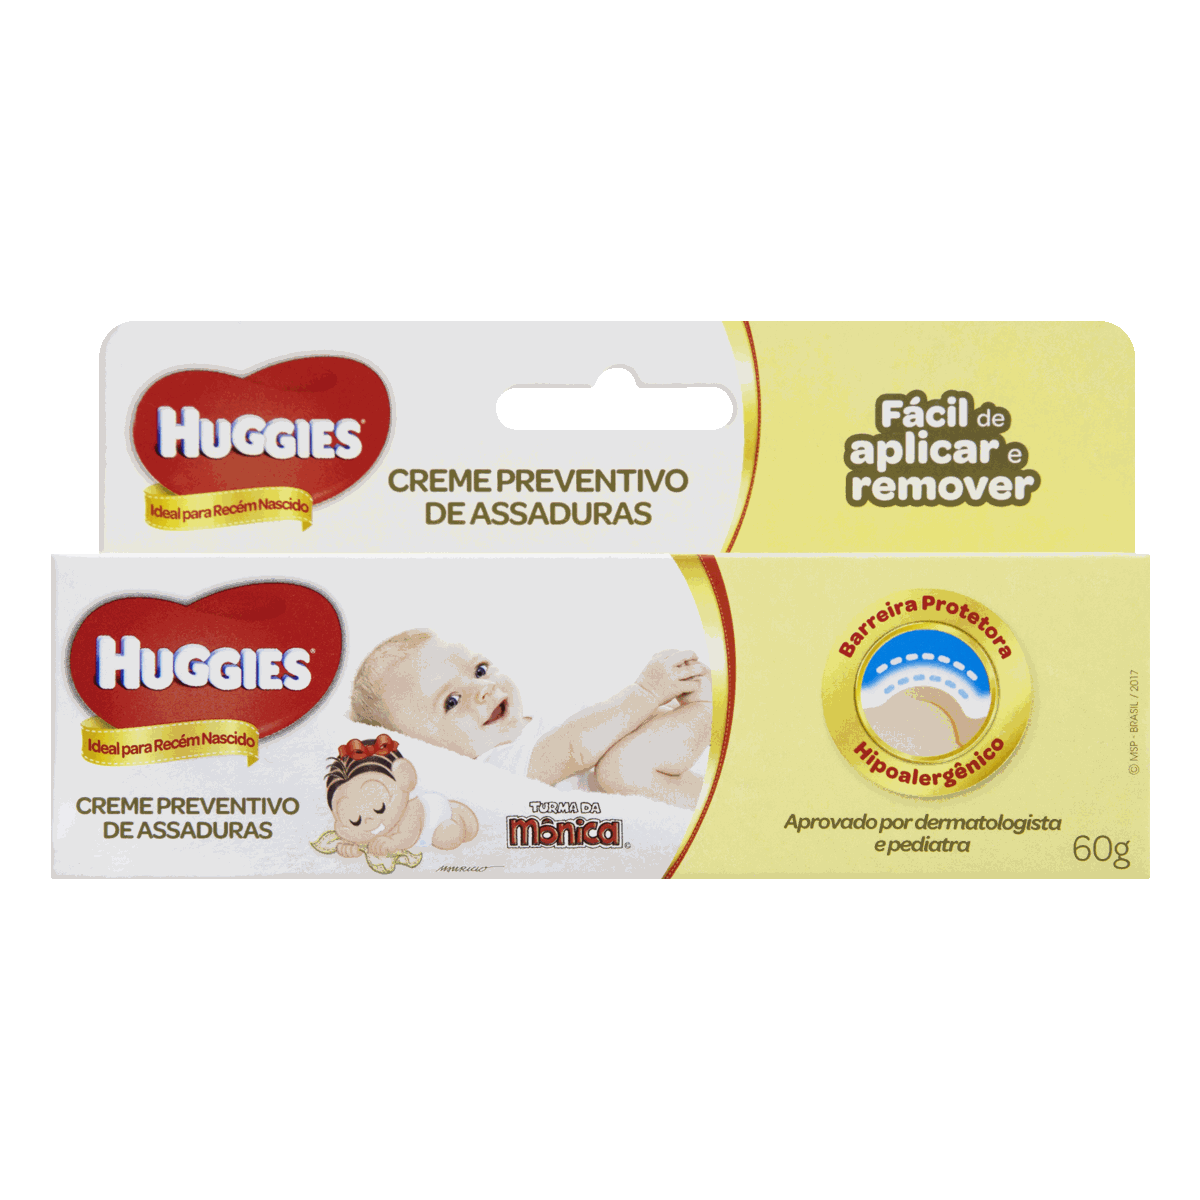 HUGGIES
Ideal para Recém Nascido
CREME PREVENTIVO
DE ASSADURAS
Fácil de
aplicar e
remover
HUGGIES
Ideal para Recém Nascido
CREME PREVENTIVO
DE ASSADURAS
TURMA DA
Mônica
MAURICIO
Barreira Protetora
Hipoalergênico
Aprovado por dermatologista
e pediatra
60g
© MSP - BRASIL / 2017